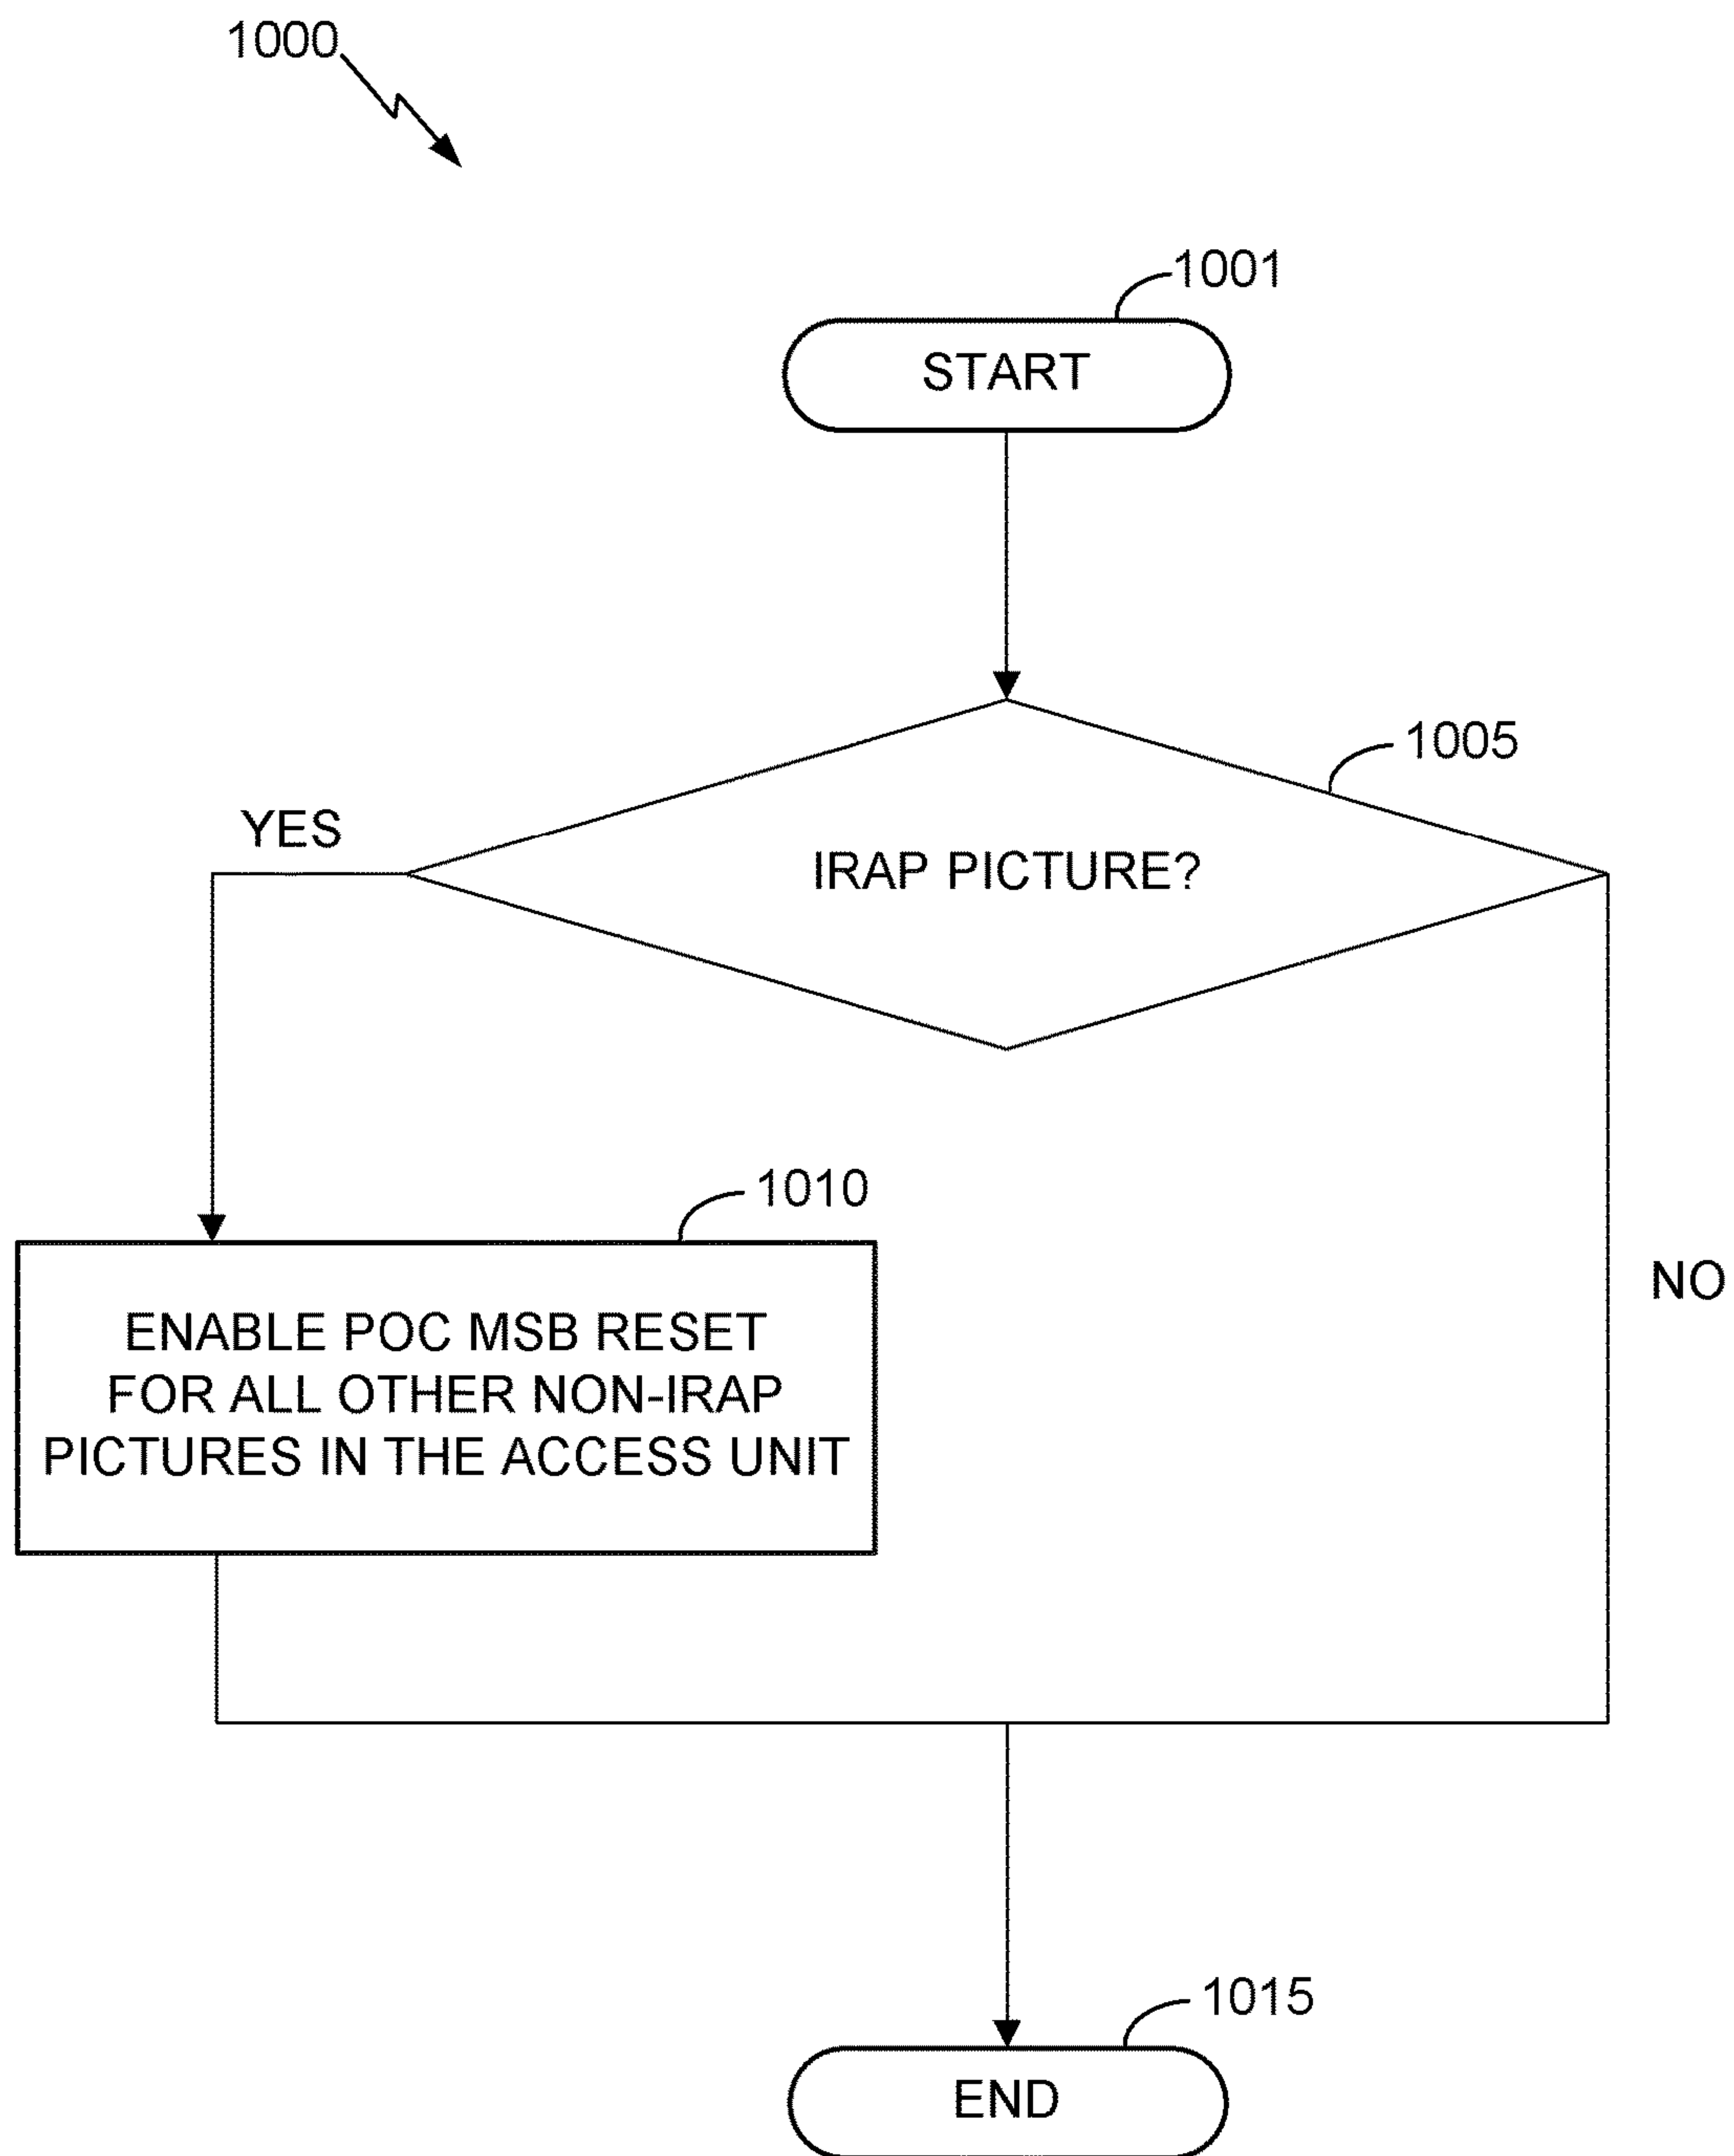 1000
1001
START
1005
YES
IRAP PICTURE?
1010
NO
ENABLE POC MSB RESET
FOR ALL OTHER NON-IRAP
PICTURES IN THE ACCESS UNIT
1015
END